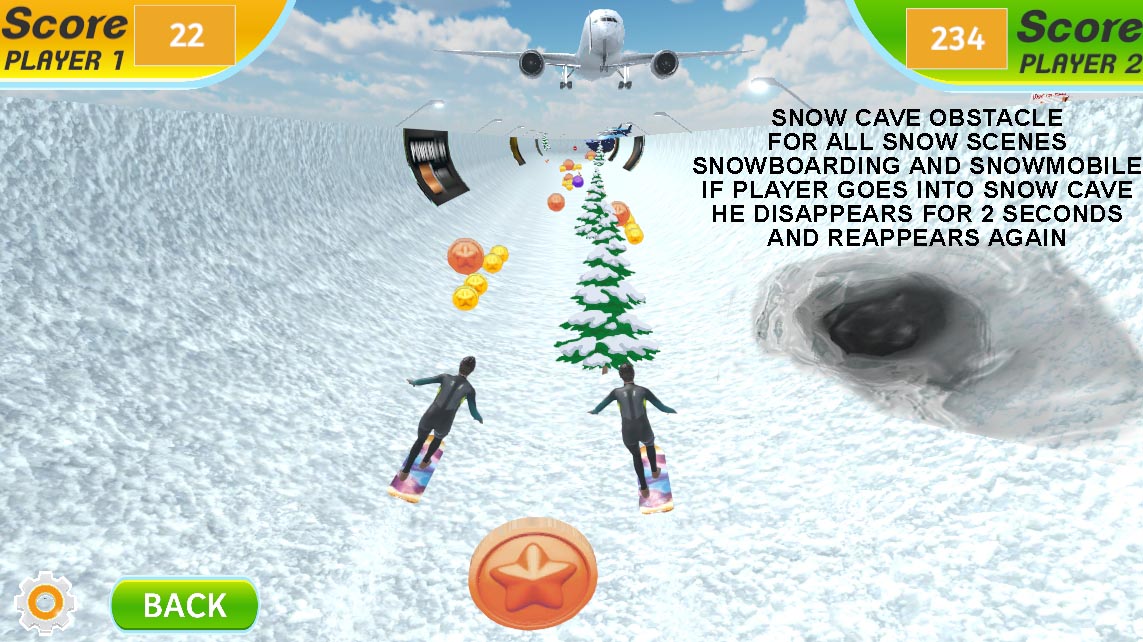 Score
PLAYER 1
22
234
Score
PLAYER 2
SNOW CAVE OBSTACLE
FOR ALL SNOW SCENES
SNOWBOARDING AND SNOWMOBILE
IF PLAYER GOES INTO SNOW CAVE
HE DISAPPEARS FOR 2 SECONDS
AND REAPPEARS AGAIN
BACK